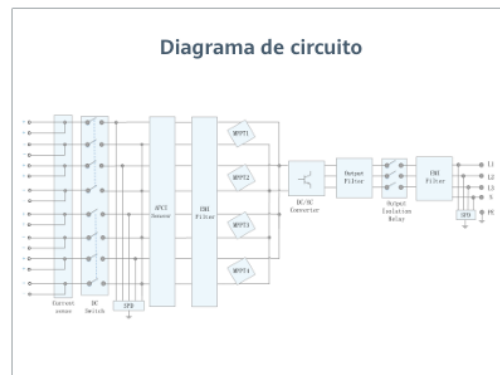 Diagrama de circuito
MPPT1
MPPT2
MPPT3
MPPT4
AFCI
Sensor
EMI
Filter
DC/AC
Converter
Output
Filter
Output
Isolation
Relay
EMI
Filter
L1
L2
L3
N
PE
SPD
SPD
Current
sense
DC
Switch